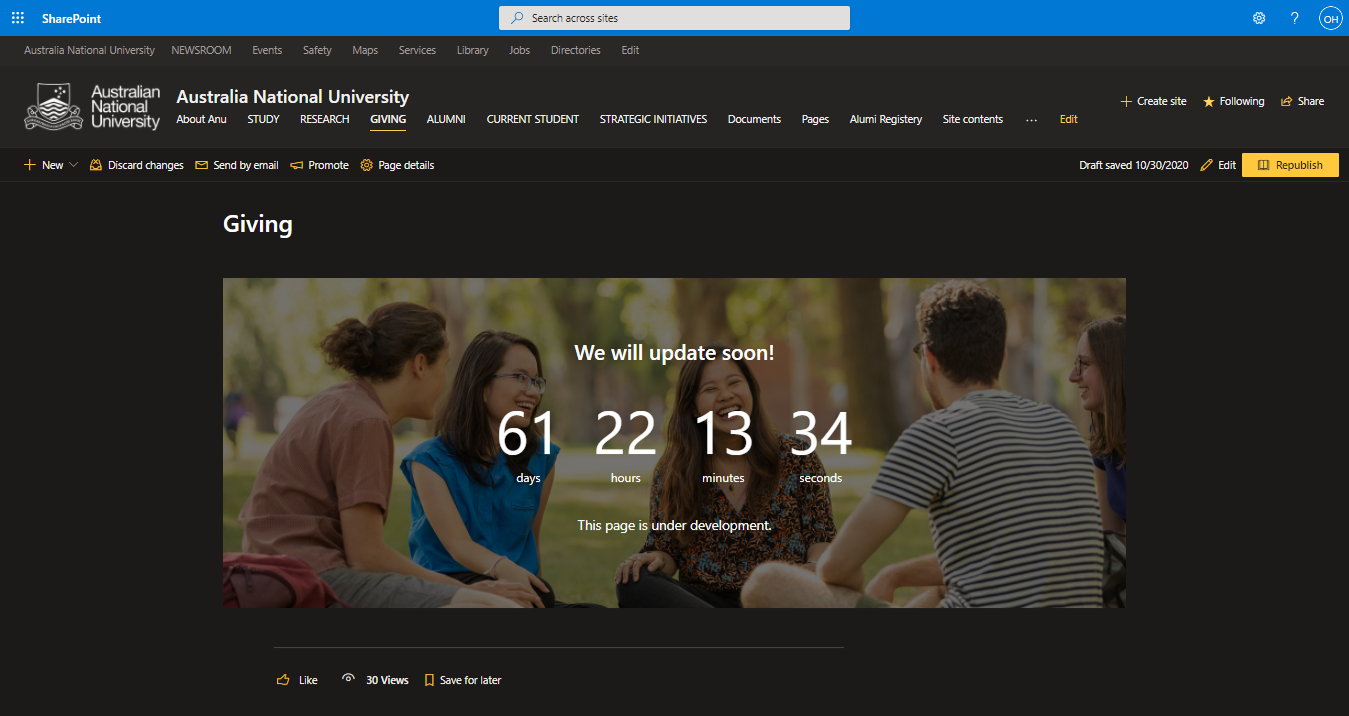 SharePoint
Search across sites
?
OH
Australia National University NEWSROOM Events Safety Maps Services Library Jobs Directories Edit
Australian
National
University
Australia National University
About Anu STUDY RESEARCH GIVING ALUMNI CURRENT STUDENT STRATEGIC INITIATIVES Documents Pages Alumi Registery Site contents ... Edit
Create site Following Share
New Discard changes Send by email Promote Page details
Draft saved 10/30/2020 Edit Republish
Giving
We will update soon!
61 22 13 34
days hours minutes seconds
This page is under development.
Like 30 Views Save for later